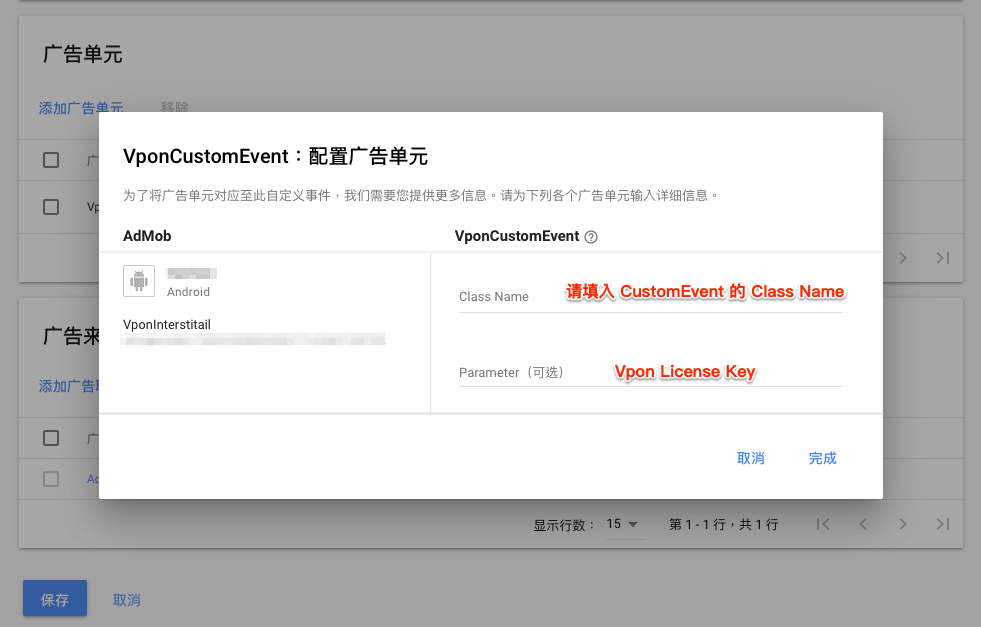 广告单元
添加广告单元 移除
VponCustomEvent：配置广告单元
为了将广告单元对应至此自定义事件，我们需要您提供更多信息。请为下列各个广告单元输入详细信息。
AdMob VponCustomEvent ?
Android
Class Name 请填入 CustomEvent 的 Class Name
VponInterstitail
Parameter（可选） Vpon License Key
取消 完成
广告来
添加广告
广
Vp
广
Ad
显示行数： 15 第 1 - 1 行，共 1 行
保存 取消